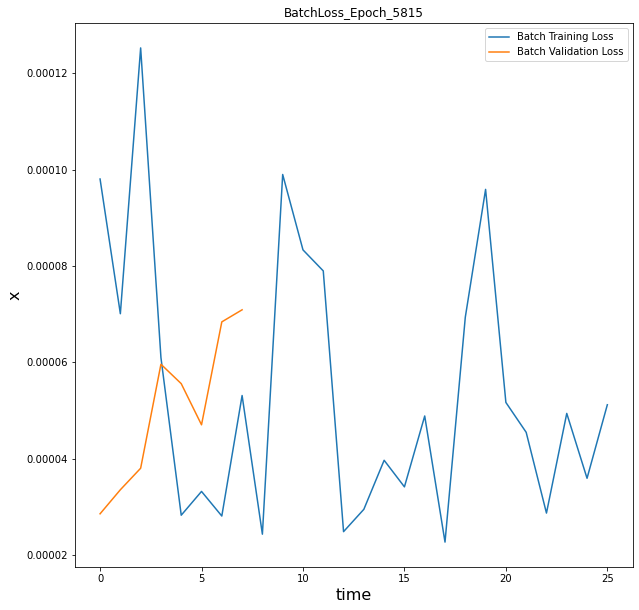 BatchLoss_Epoch_5815
Batch Training Loss
Batch Validation Loss
0.00012
0.00010
0.00008
0.00006
0.00004
0.00002
x
0 5 10 15 20 25
time